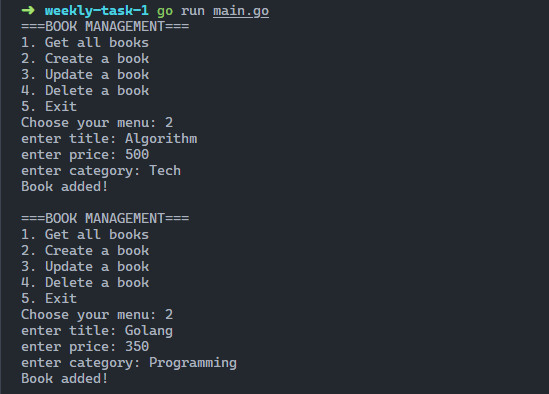 ➜ weekly-task-1 go run main.go
===BOOK MANAGEMENT===
1. Get all books
2. Create a book
3. Update a book
4. Delete a book
5. Exit
Choose your menu: 2
enter title: Algorithm
enter price: 500
enter category: Tech
Book added!

===BOOK MANAGEMENT===
1. Get all books
2. Create a book
3. Update a book
4. Delete a book
5. Exit
Choose your menu: 2
enter title: Golang
enter price: 350
enter category: Programming
Book added!